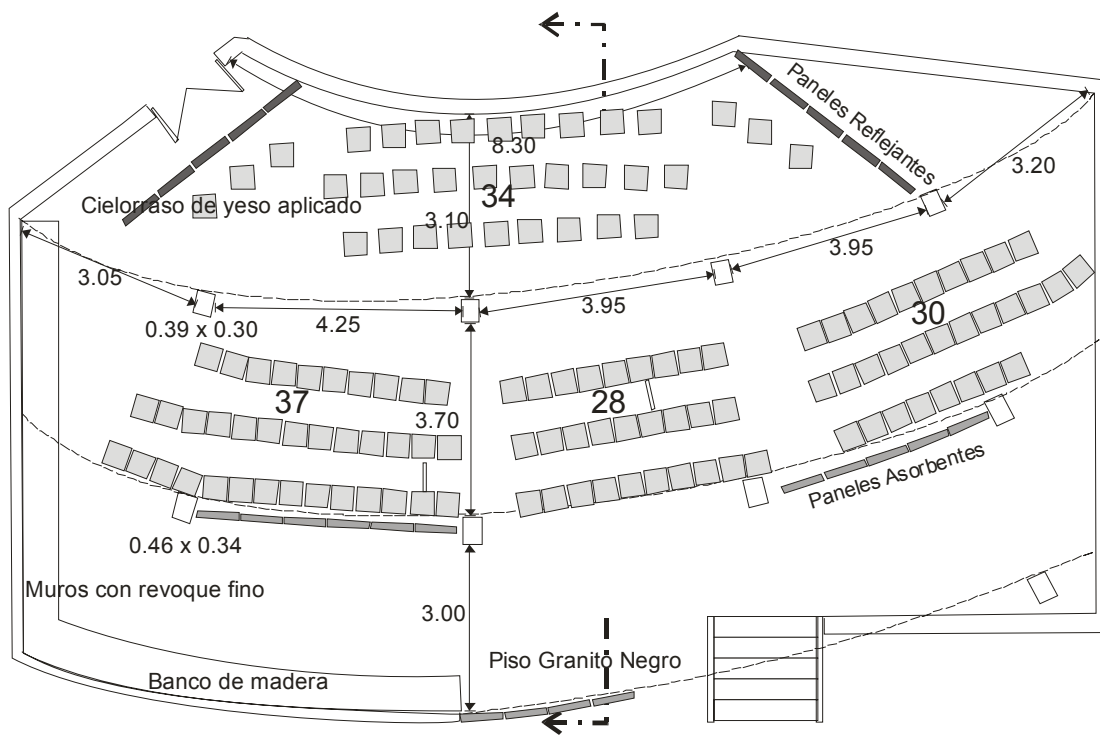 Paneles Reflejantes
8.30
3.20
34
Cielorraso de yeso aplicado
3.10
3.95
3.05
3.95
30
0.39 x 0.30
4.25
37
28
3.70
Paneles Asorbentes
0.46 x 0.34
Muros con revoque fino
3.00
Piso Granito Negro
Banco de madera